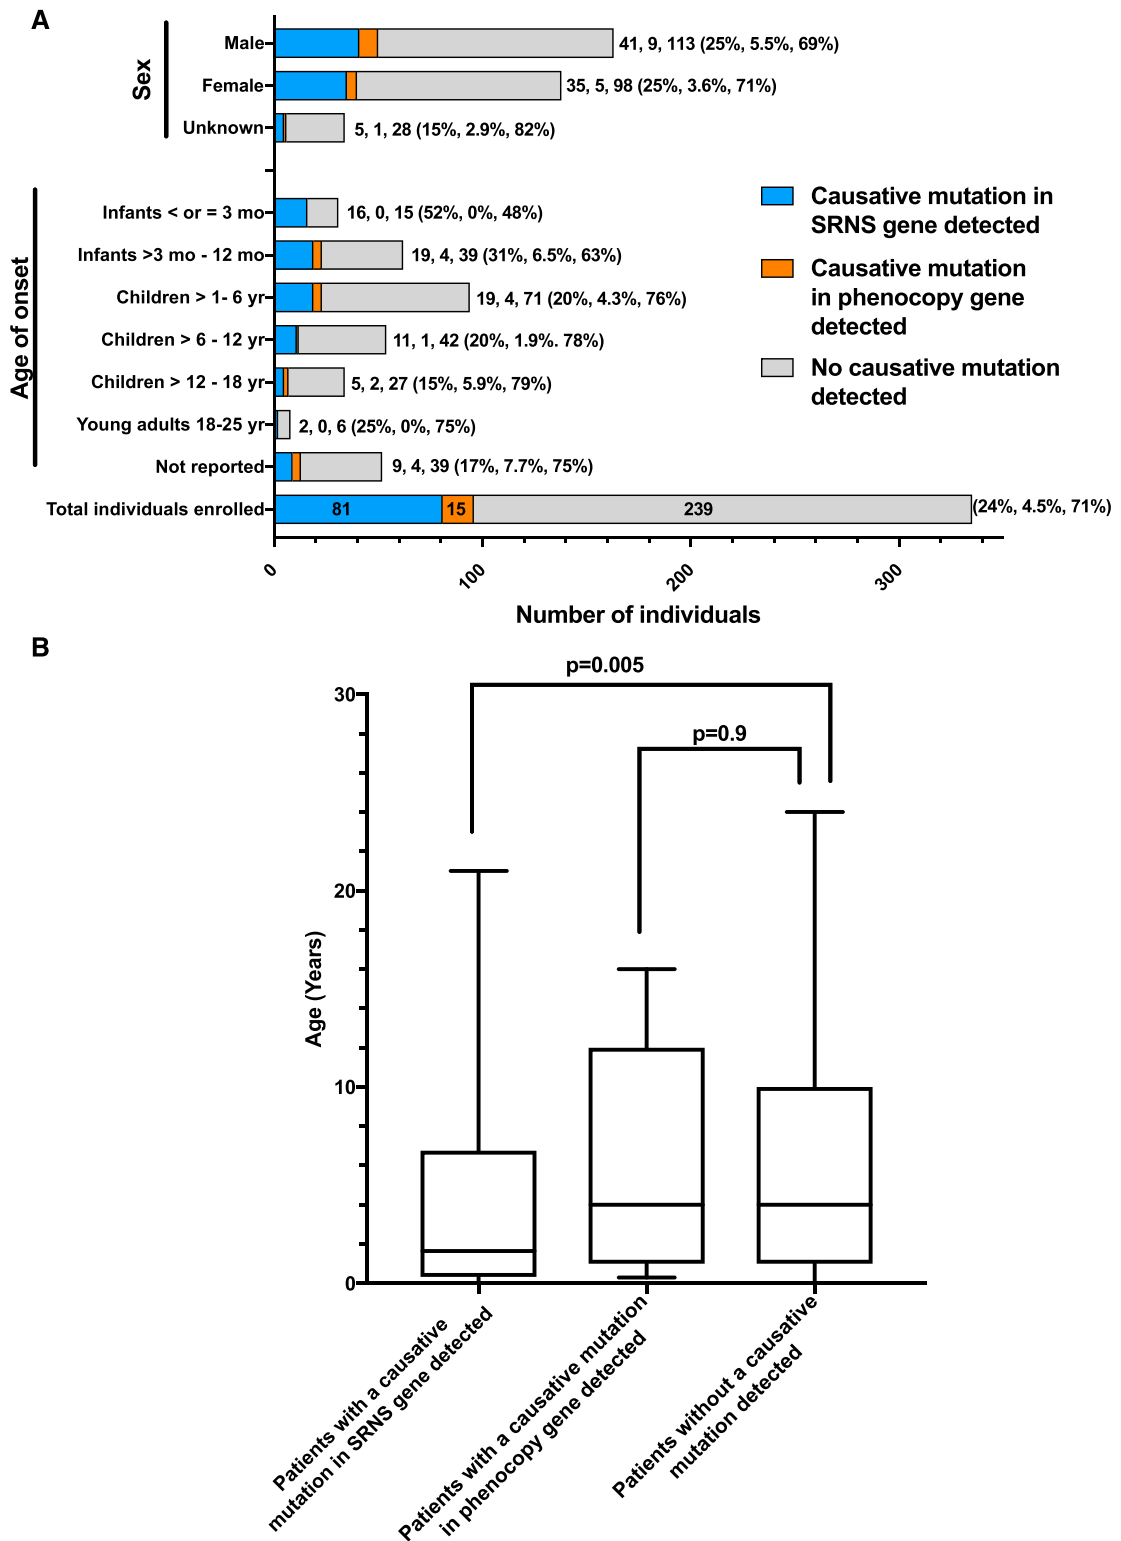 A
Sex
Male
41, 9, 113 (25%, 5.5%, 69%)
Female
35, 5, 98 (25%, 3.6%, 71%)
Unknown
5, 1, 28 (15%, 2.9%, 82%)
Age of onset
Infants < or = 3 mo
16, 0, 15 (52%, 0%, 48%)
Infants >3 mo - 12 mo
19, 4, 39 (31%, 6.5%, 63%)
Children > 1- 6 yr
19, 4, 71 (20%, 4.3%, 76%)
Children > 6 - 12 yr
11, 1, 42 (20%, 1.9%. 78%)
Children > 12 - 18 yr
5, 2, 27 (15%, 5.9%, 79%)
Young adults 18-25 yr
2, 0, 6 (25%, 0%, 75%)
Not reported
9, 4, 39 (17%, 7.7%, 75%)
Total individuals enrolled
81 15 239
(24%, 4.5%, 71%)
Causative mutation in
SRNS gene detected
Causative mutation
in phenocopy gene
detected
No causative mutation
detected
0 100 200 300
Number of individuals
B
p=0.005
p=0.9
30
20
10
0
Age (Years)
Patients with a causative
mutation in SRNS gene detected
Patients with a causative mutation
in phenocopy gene detected
Patients without a causative
mutation detected